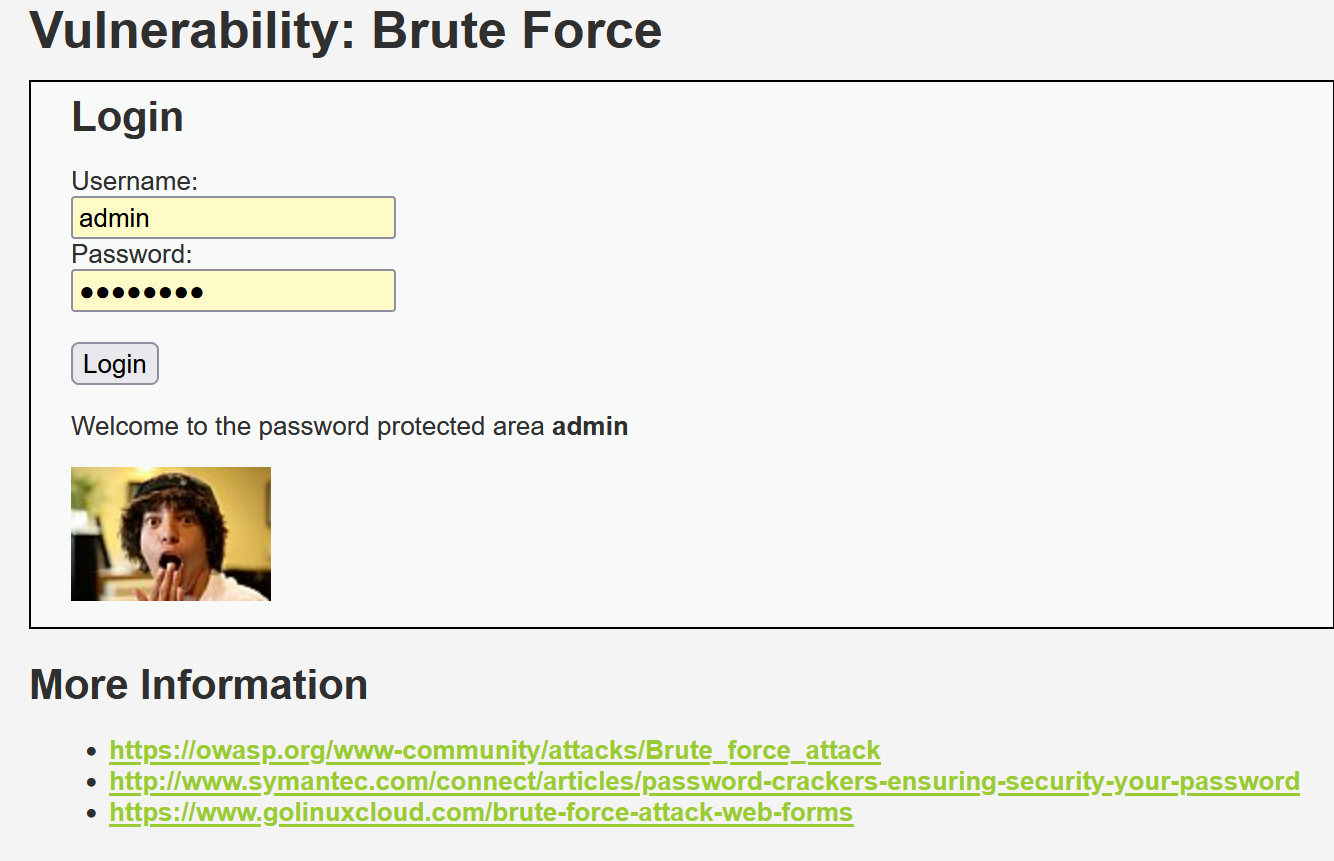 Vulnerability: Brute Force
Login
Username:
admin
Password:
••••••••
Login
Welcome to the password protected area admin
More Information
• https://owasp.org/www-community/attacks/Brute_force_attack
• http://www.symantec.com/connect/articles/password-crackers-ensuring-security-your-password
• https://www.golinuxcloud.com/brute-force-attack-web-forms